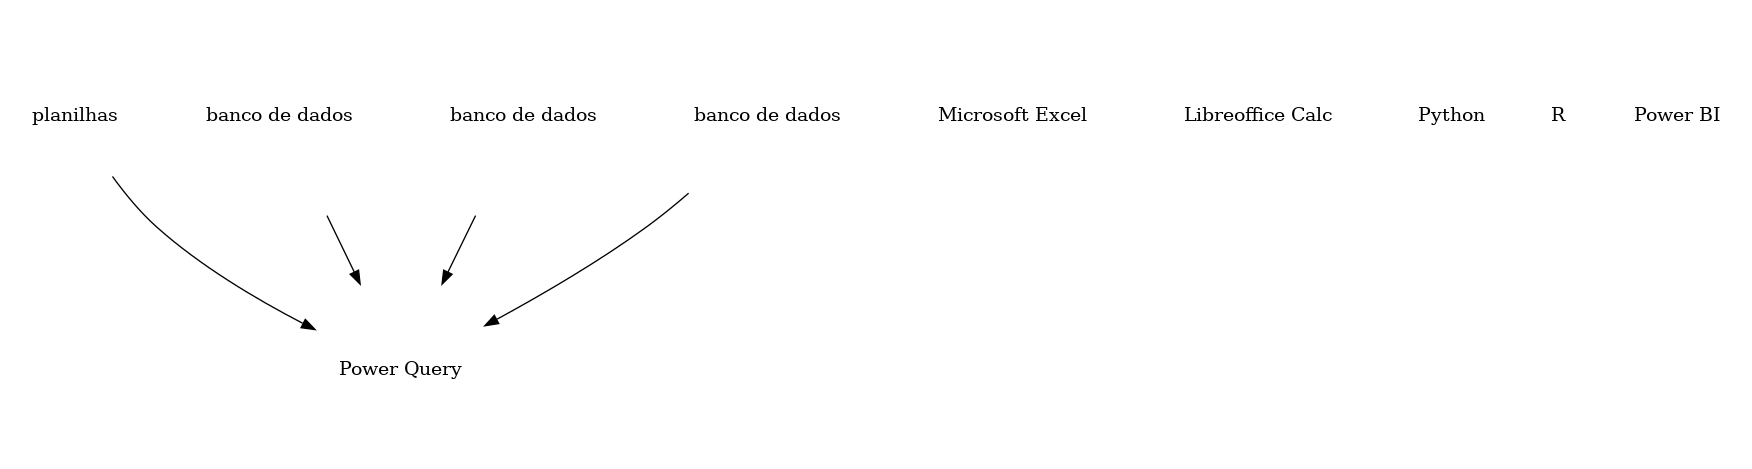 planilhas banco de dados banco de dados banco de dados Microsoft Excel Libreoffice Calc Python R Power BI
Power Query